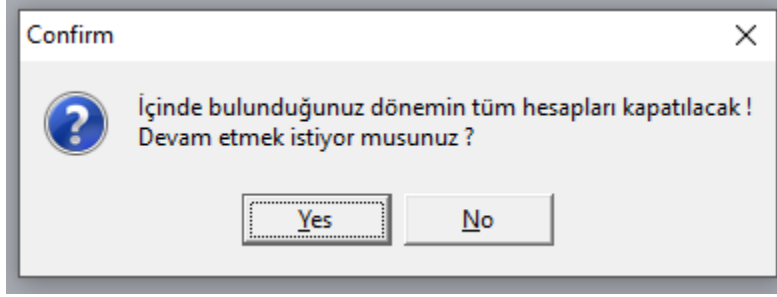 Confirm
İçinde bulunduğunuz dönemin tüm hesapları kapatılacak !
Devam etmek istiyor musunuz ?
Yes
No